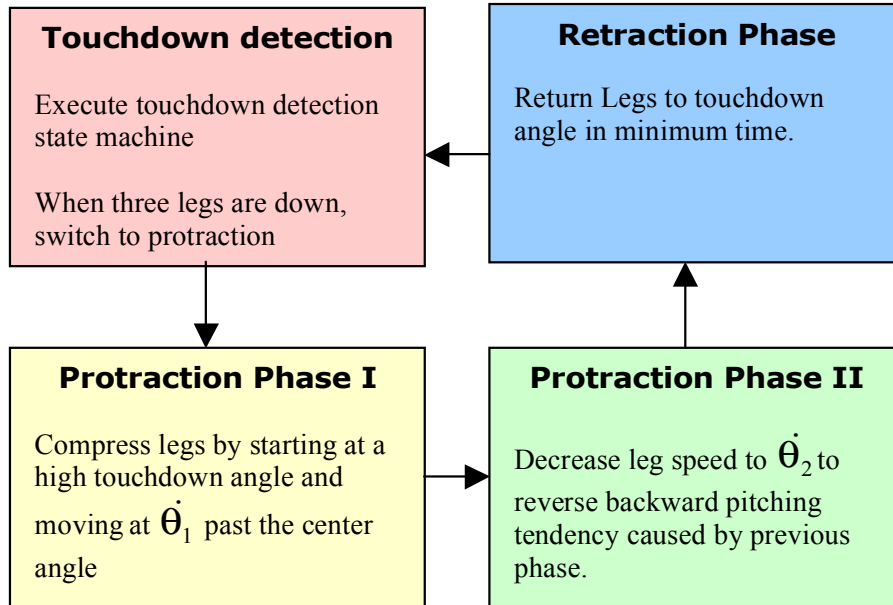 Touchdown detection
Execute touchdown detection
state machine
When three legs are down,
switch to protraction
Retraction Phase
Return Legs to touchdown
angle in minimum time.
Protraction Phase I
Compress legs by starting at a
high touchdown angle and
moving at θ̇₁ past the center
angle
Protraction Phase II
Decrease leg speed to θ̇₂ to
reverse backward pitching
tendency caused by previous
phase.